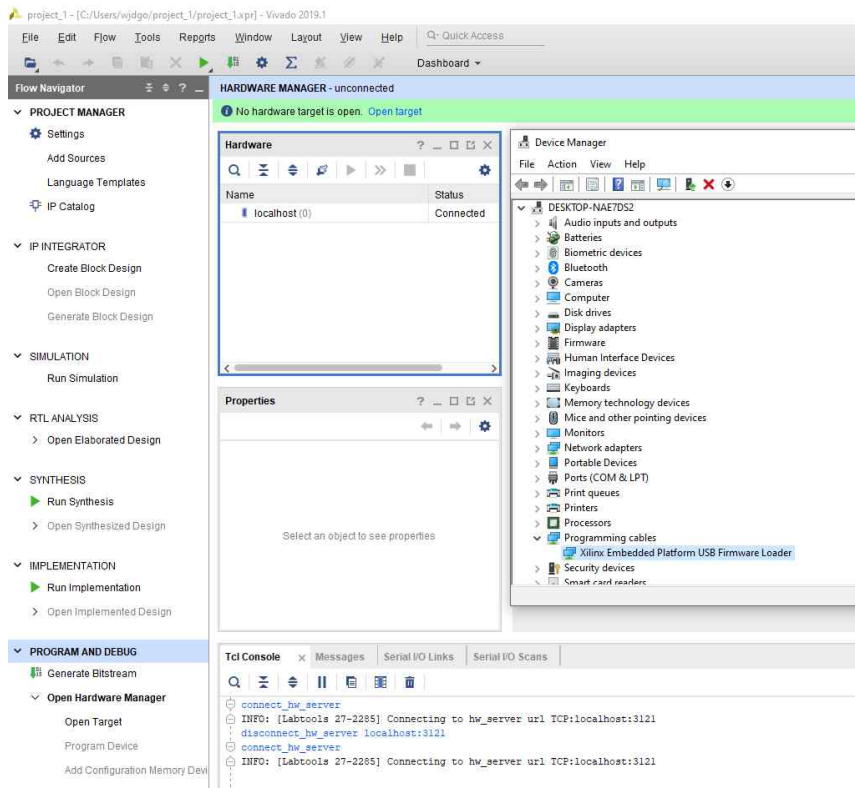 project_1 - [C:/Users/wjdgo/project_1/project_1.xpr] - Vivado 2019.1
File Edit Flow Tools Reports Window Layout View Help Q- Quick Access
Dashboard
Flow Navigator
PROJECT MANAGER
Settings
Add Sources
Language Templates
IP Catalog
IP INTEGRATOR
Create Block Design
Open Block Design
Generate Block Design
SIMULATION
Run Simulation
RTL ANALYSIS
Open Elaborated Design
SYNTHESIS
Run Synthesis
Open Synthesized Design
IMPLEMENTATION
Run Implementation
Open Implemented Design
PROGRAM AND DEBUG
Generate Bitstream
Open Hardware Manager
Open Target
Program Device
Add Configuration Memory Devi
HARDWARE MANAGER - unconnected
No hardware target is open. Open target
Hardware
Name Status
localhost (0) Connected
Properties
Select an object to see properties
Device Manager
File Action View Help
DESKTOP-NAE7DS2
Audio inputs and outputs
Batteries
Biometric devices
Bluetooth
Cameras
Computer
Disk drives
Display adapters
Firmware
Human Interface Devices
Imaging devices
Keyboards
Memory technology devices
Mice and other pointing devices
Monitors
Network adapters
Portable Devices
Ports (COM & LPT)
Print queues
Printers
Processors
Programming cables
Xilinx Embedded Platform USB Firmware Loader
Security devices
Smart card readers
Tcl Console Messages Serial I/O Links Serial I/O Scans
connect_hw_server
INFO: [Labtools 27-2285] Connecting to hw_server url TCP:localhost:3121
disconnect_hw_server localhost:3121
connect_hw_server
INFO: [Labtools 27-2285] Connecting to hw_server url TCP:localhost:3121